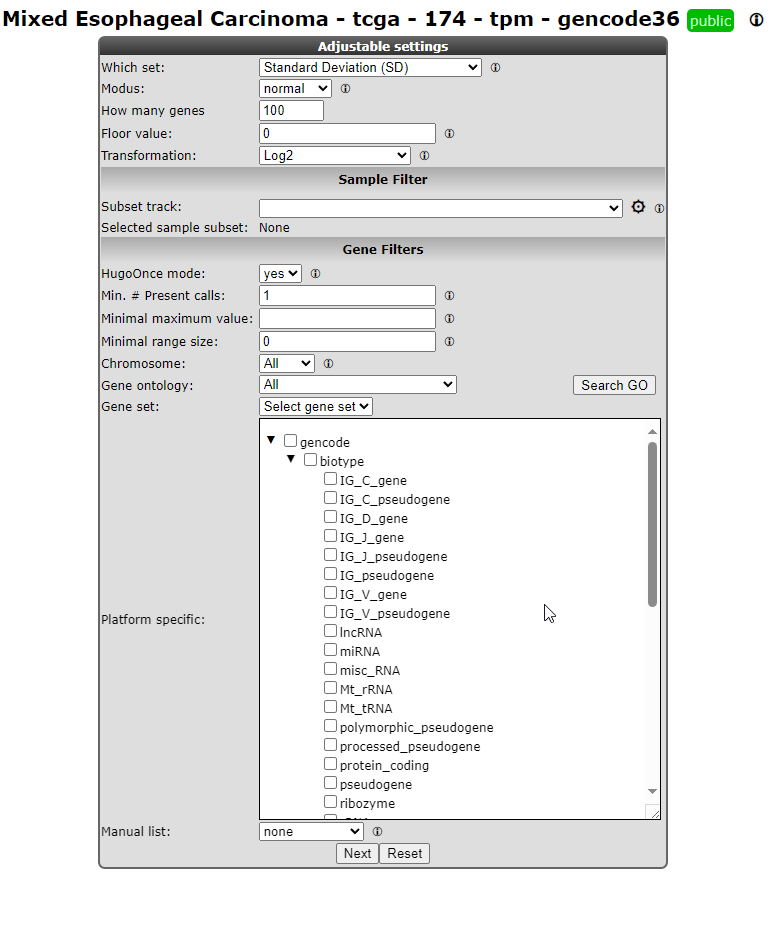 Mixed Esophageal Carcinoma - tcga - 174 - tpm - gencode36 public
Adjustable settings
Which set: Standard Deviation (SD)
Modus: normal
How many genes 100
Floor value: 0
Transformation: Log2
Sample Filter
Subset track:
Selected sample subset: None
Gene Filters
HugoOnce mode: yes
Min. # Present calls: 1
Minimal maximum value:
Minimal range size: 0
Chromosome: All
Gene ontology: All Search GO
Gene set: Select gene set
gencode
biotype
IG_C_gene
IG_C_pseudogene
IG_D_gene
IG_J_gene
IG_J_pseudogene
IG_pseudogene
IG_V_gene
IG_V_pseudogene
Platform specific:
lncRNA
miRNA
misc_RNA
Mt_rRNA
Mt_tRNA
polymorphic_pseudogene
processed_pseudogene
protein_coding
pseudogene
ribozyme
Manual list: none
Next Reset